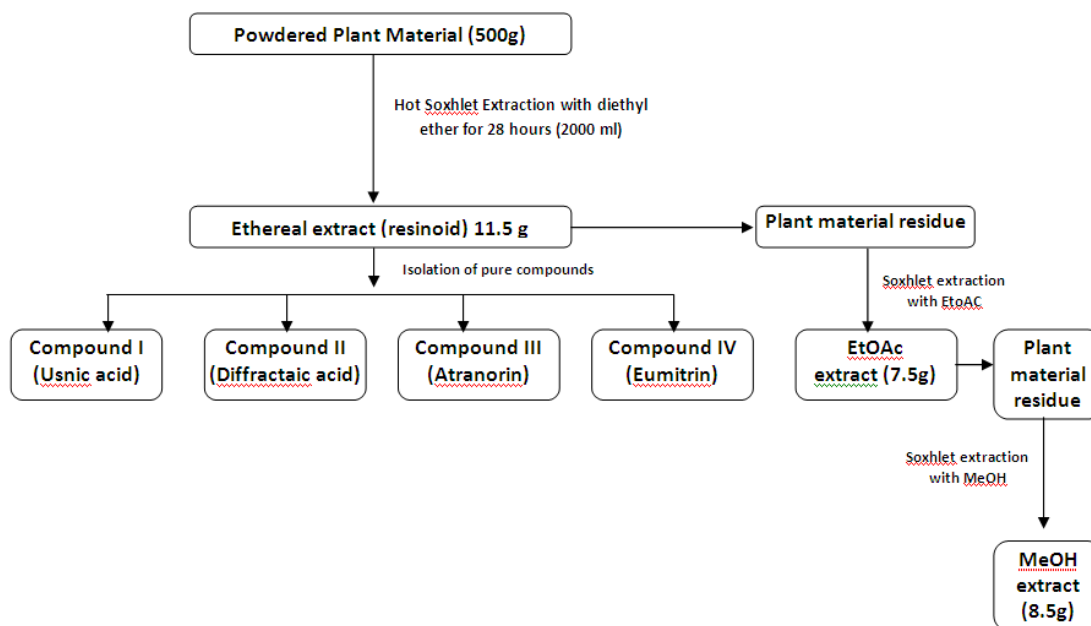 Powdered Plant Material (500g)
Hot Soxhlet Extraction with diethyl
ether for 28 hours (2000 ml)
Ethereal extract (resinoid) 11.5 g
Plant material residue
Isolation of pure compounds
Soxhlet extraction
with EtoAC
Compound I
(Usnic acid)
Compound II
(Diffractaic acid)
Compound III
(Atranorin)
Compound IV
(Eumitrin)
EtOAc
extract (7.5g)
Plant
material
residue
Soxhlet extraction
with MeOH
MeOH
extract
(8.5g)